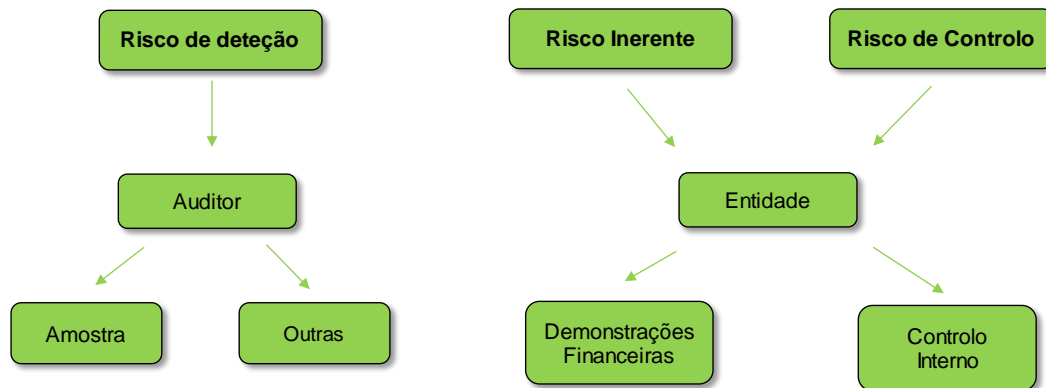 Risco de deteção
Risco Inerente
Risco de Controlo
Auditor
Entidade
Amostra
Outras
Demonstrações
Financeiras
Controlo
Interno